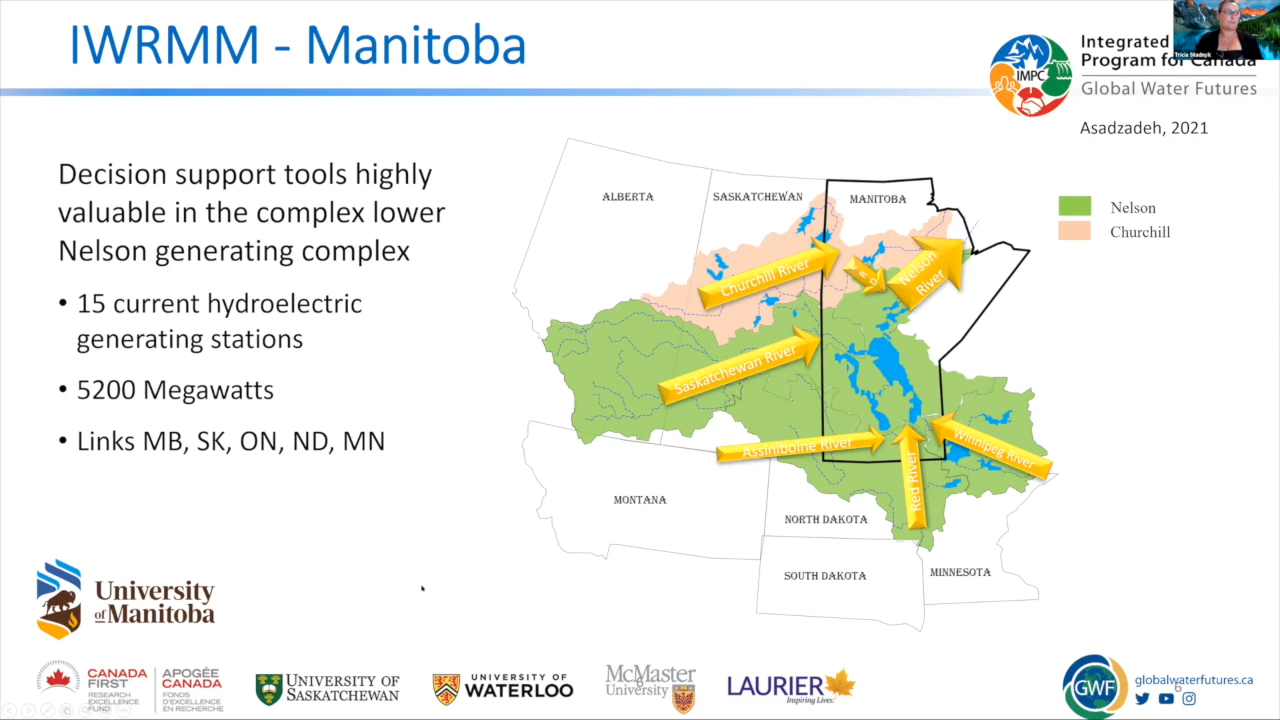 IWRMM - Manitoba
Integrated
Program for Canada
IMPC
Global Water Futures
Tricia Stadnyk
Asadzadeh, 2021
Decision support tools highly
valuable in the complex lower
Nelson generating complex
• 15 current hydroelectric
generating stations
• 5200 Megawatts
• Links MB, SK, ON, ND, MN
ALBERTA
SASKATCHEWAN
MANITOBA
Nelson
Churchill
Churchill River
Nelson
River
Saskatchewan River
Assiniboine River
Red River
Winnipeg River
MONTANA
NORTH DAKOTA
SOUTH DAKOTA
MINNESOTA
University
of Manitoba
CANADA
FIRST
RESEARCH
EXCELLENCE
FUND
APOGÉE
CANADA
FONDS
D'EXCELLENCE
EN RECHERCHE
UNIVERSITY OF
SASKATCHEWAN
UNIVERSITY OF
WATERLOO
McMaster
University
LAURIER
Inspiring Lives.
GWF
globalwaterfutures.ca
6